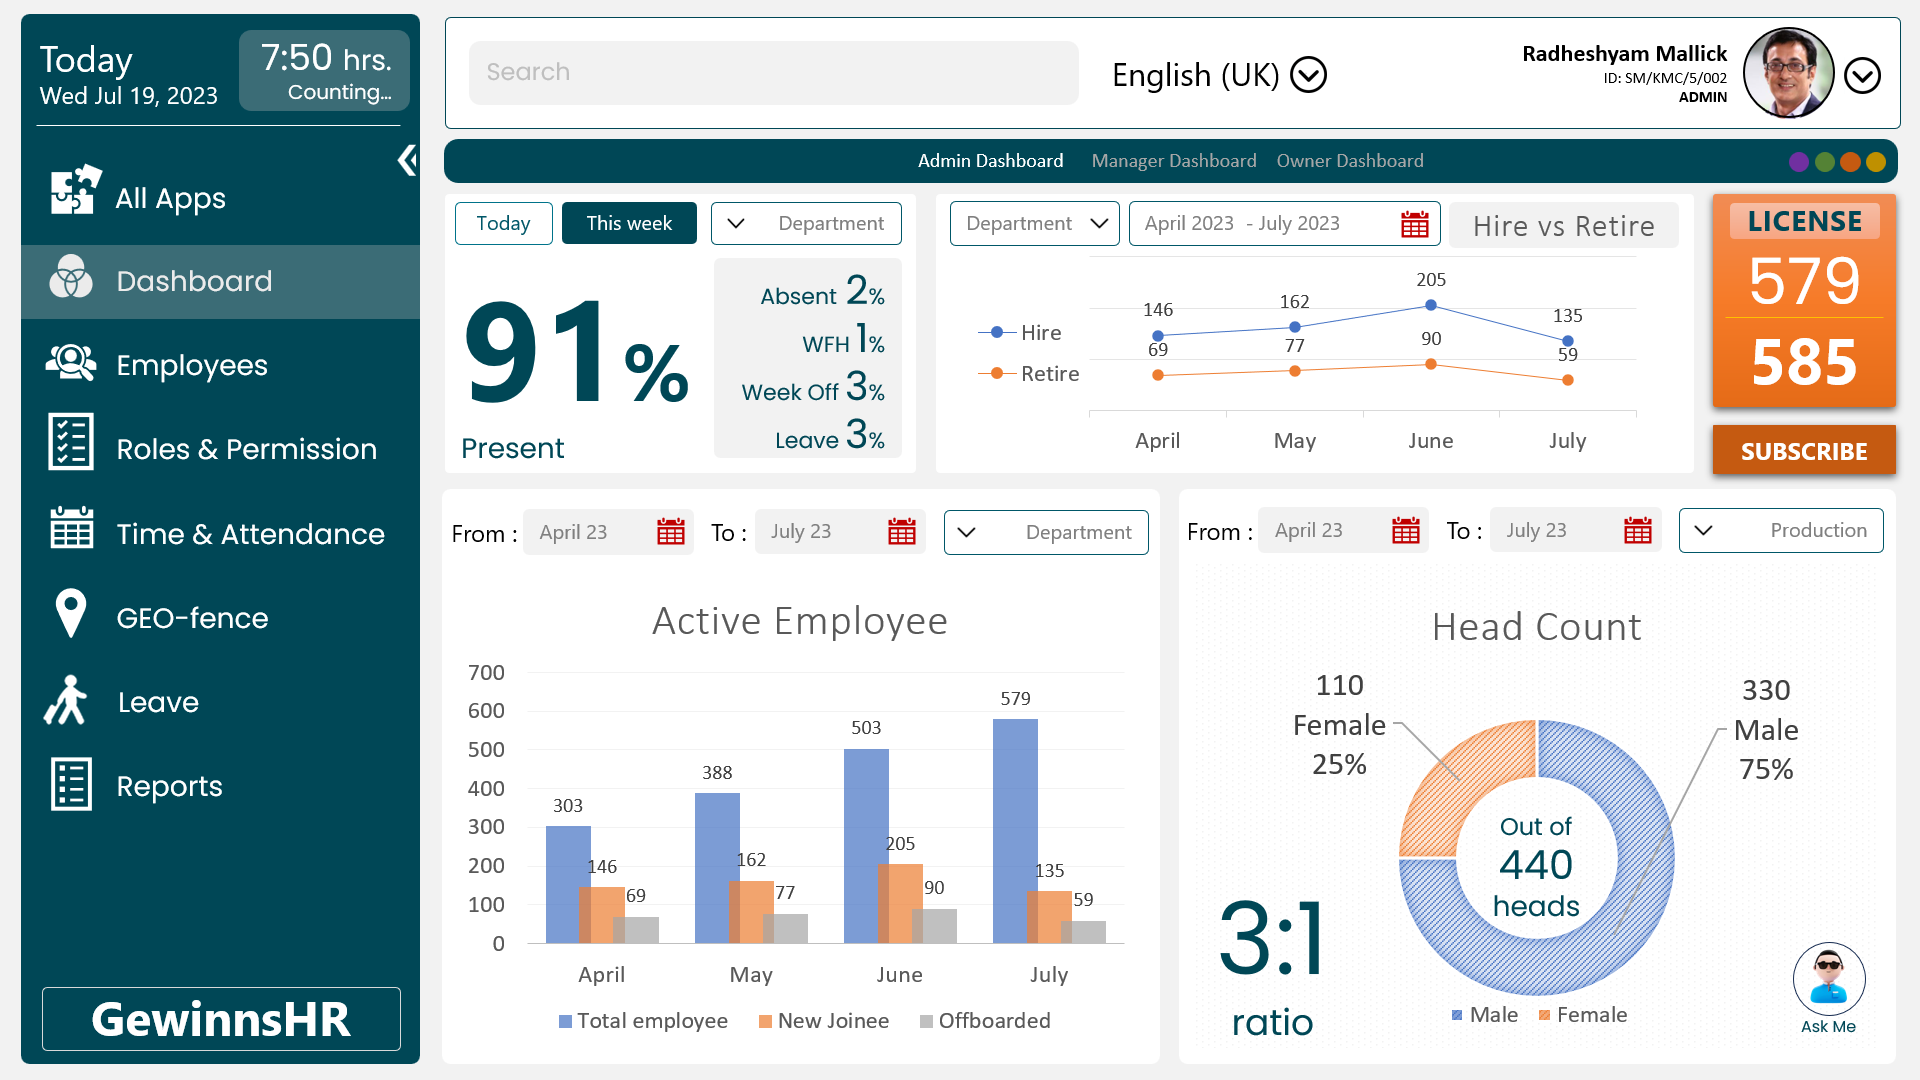 Today
Wed Jul 19, 2023
7:50 hrs.
Counting...
All Apps
Dashboard
Employees
Roles & Permission
Time & Attendance
GEO-fence
Leave
Reports
GewinnsHR
Search
English (UK)
Radheshyam Mallick
ID: SM/KMC/5/002
ADMIN
Admin Dashboard Manager Dashboard Owner Dashboard
Today This week Department
91%
Present
Absent 2%
WFH 1%
Week Off 3%
Leave 3%
Department April 2023 - July 2023 Hire vs Retire
Hire
Retire
146 162 205 135
69 77 90 59
April May June July
LICENSE
579
585
SUBSCRIBE
From : April 23 To : July 23 Department
Active Employee
700
600
500
400
300
200
100
0
303 388 503 579
146 162 205 135
69 77 90 59
April May June July
Total employee New Joinee Offboarded
From : April 23 To : July 23 Production
Head Count
110
Female
25%
330
Male
75%
Out of
440
heads
3:1
ratio
Male Female
Ask Me